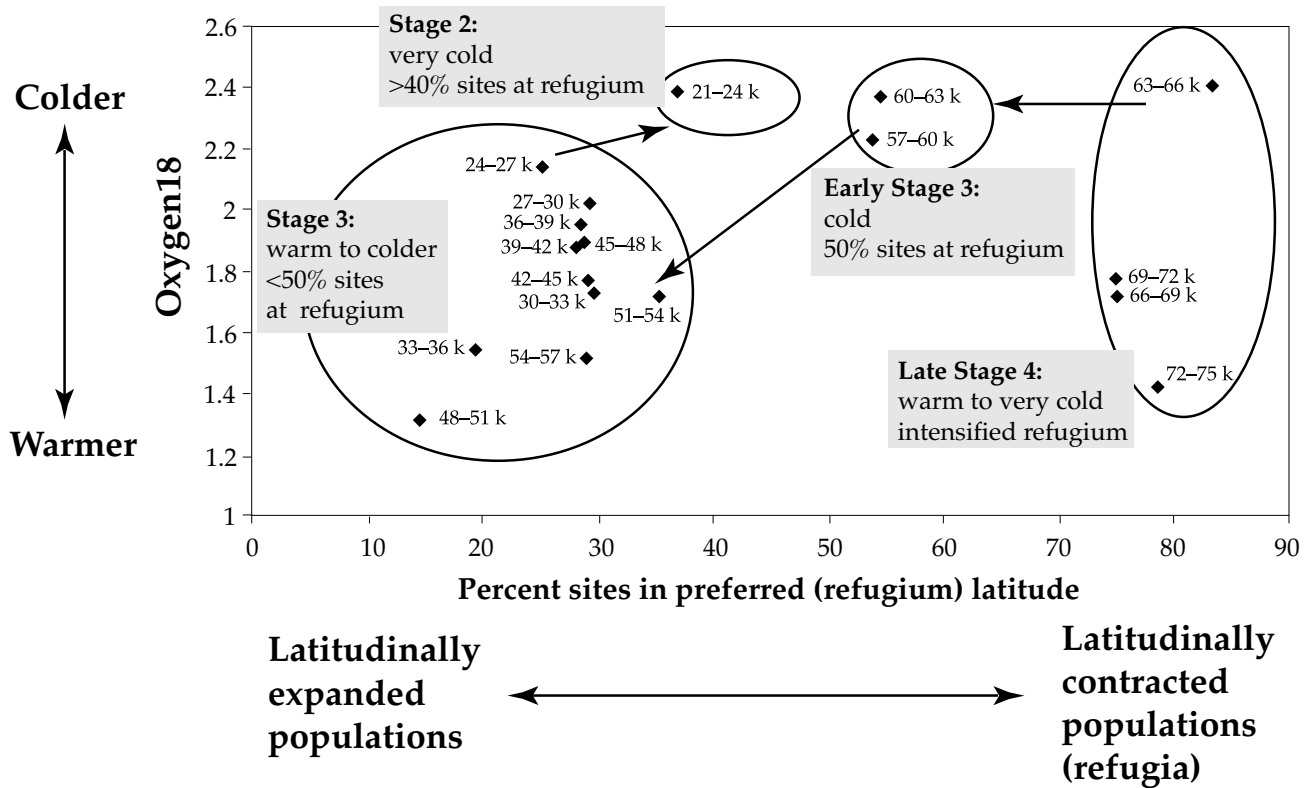 2.6
2.4
2.2
2
1.8
1.6
1.4
1.2
1
Colder
Warmer
Oxygen18
Stage 2:
very cold
>40% sites at refugium
21–24 k
60–63 k
63–66 k
57–60 k
24–27 k
27–30 k
36–39 k
39–42 k
45–48 k
42–45 k
30–33 k
51–54 k
33–36 k
54–57 k
48–51 k
Stage 3:
warm to colder
<50% sites
at refugium
Early Stage 3:
cold
50% sites at refugium
69–72 k
66–69 k
72–75 k
Late Stage 4:
warm to very cold
intensified refugium
0 10 20 30 40 50 60 70 80 90
Percent sites in preferred (refugium) latitude
Latitudinally
expanded
populations
Latitudinally
contracted
populations
(refugia)